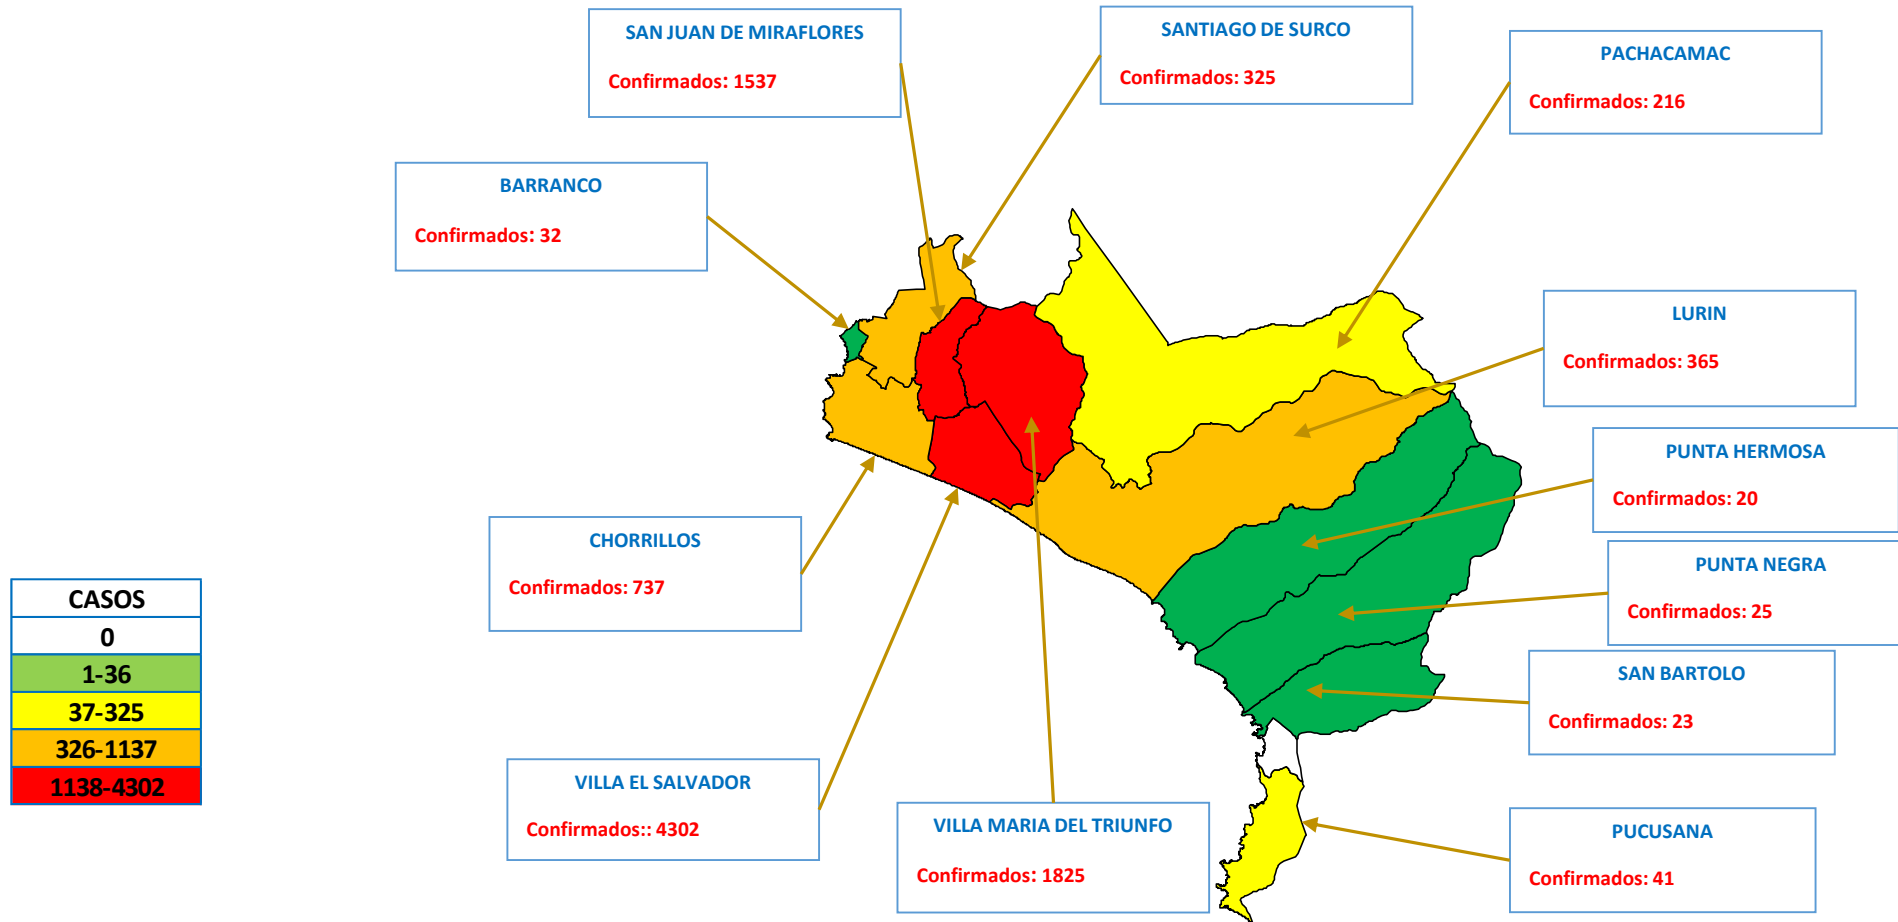 SAN JUAN DE MIRAFLORES
Confirmados: 1537
SANTIAGO DE SURCO
Confirmados: 325
PACHACAMAC
Confirmados: 216
BARRANCO
Confirmados: 32
LURIN
Confirmados: 365
PUNTA HERMOSA
Confirmados: 20
CHORRILLOS
Confirmados: 737
PUNTA NEGRA
Confirmados: 25
CASOS
0
1-36
37-325
326-1137
1138-4302
SAN BARTOLO
Confirmados: 23
VILLA EL SALVADOR
Confirmados:: 4302
VILLA MARIA DEL TRIUNFO
Confirmados: 1825
PUCUSANA
Confirmados: 41